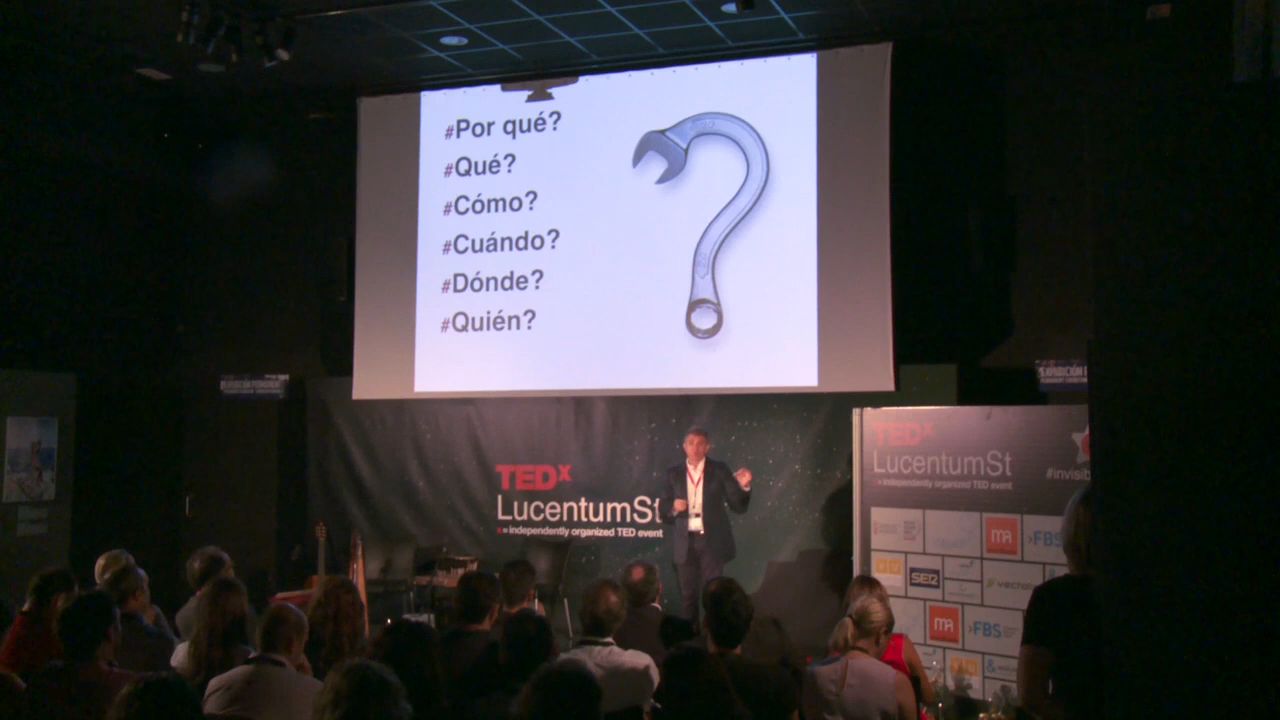 #Por qué?
#Qué?
#Cómo?
#Cuándo?
#Dónde?
#Quién?
TEDx
LucentumSt
x = independently organized TED event
TEDx
LucentumSt
x = independently organized TED event
#invisib
MA
>FBS
SER
MA
>FBS